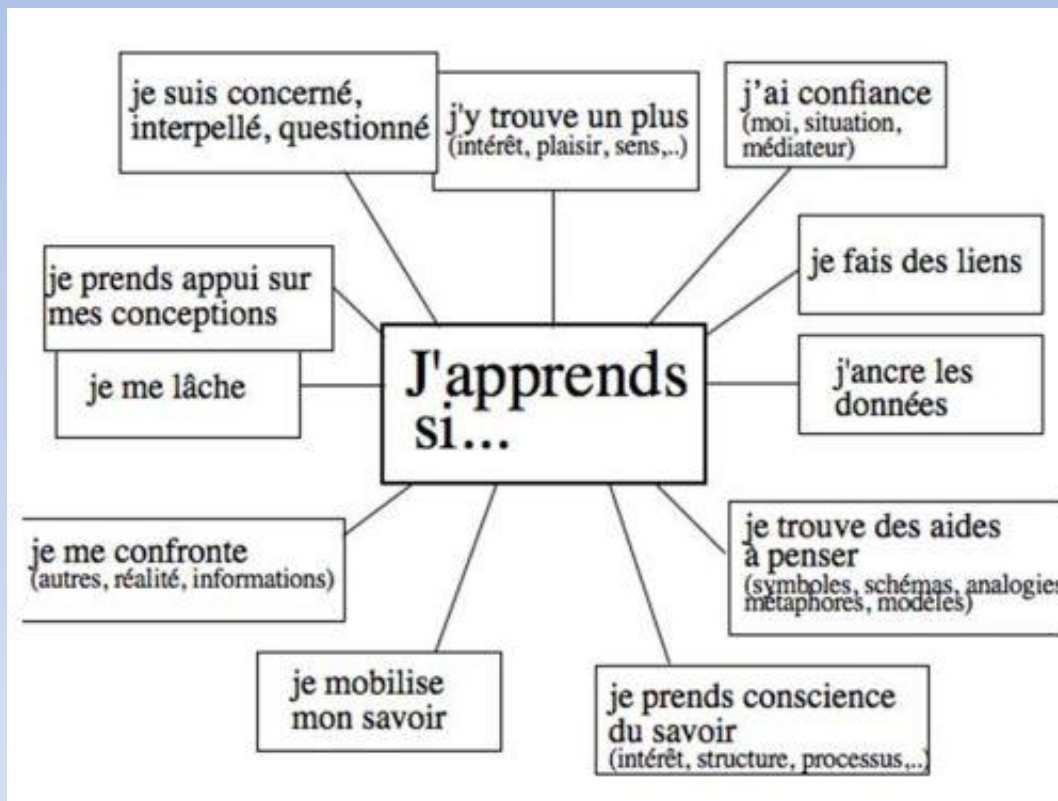 je suis concerné,
interpellé, questionné
j'y trouve un plus
(intérêt, plaisir, sens,..)
j'ai confiance
(moi, situation,
médiateur)
je prends appui sur
mes conceptions
je fais des liens
je me lâche
J'apprends
si...
j'ancre les
données
je me confronte
(autres, réalité, informations)
je trouve des aides
à penser
(symboles, schémas, analogies
métaphores, modèles)
je mobilise
mon savoir
je prends conscience
du savoir
(intérêt, structure, processus,..)